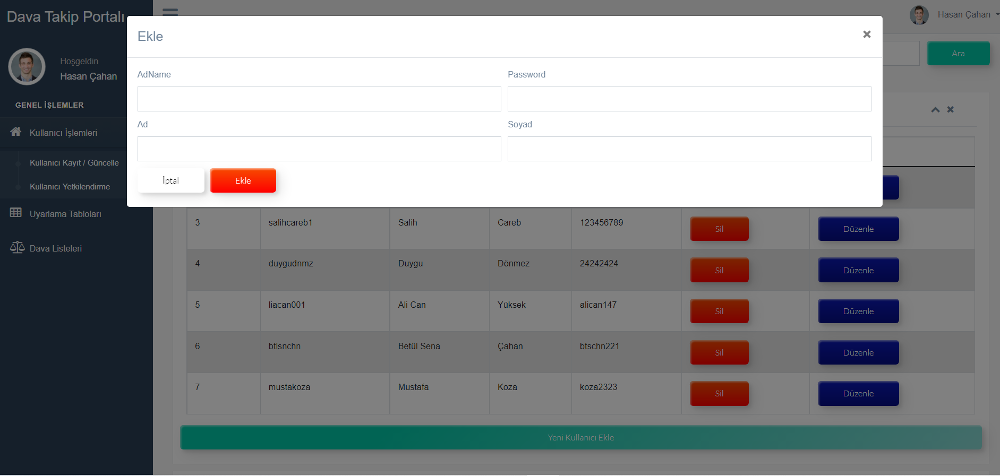 Dava Takip Portalı
Hasan Çahan
Hoşgeldin
Hasan Çahan
GENEL İŞLEMLER
Kullanıcı İşlemleri
Kullanıcı Kayıt / Güncelle
Kullanıcı Yetkilendirme
Uyarlama Tabloları
Dava Listeleri
Ara
Ekle
AdName
Password
Ad
Soyad
İptal
Ekle
3 salihcareb1 Salih Careb 123456789 Sil Düzenle
4 duygudnmz Duygu Dönmez 24242424 Sil Düzenle
5 liacan001 Ali Can Yüksek alican147 Sil Düzenle
6 btlsnchn Betül Sena Çahan btschn221 Sil Düzenle
7 mustakoza Mustafa Koza koza2323 Sil Düzenle
Yeni Kullanıcı Ekle